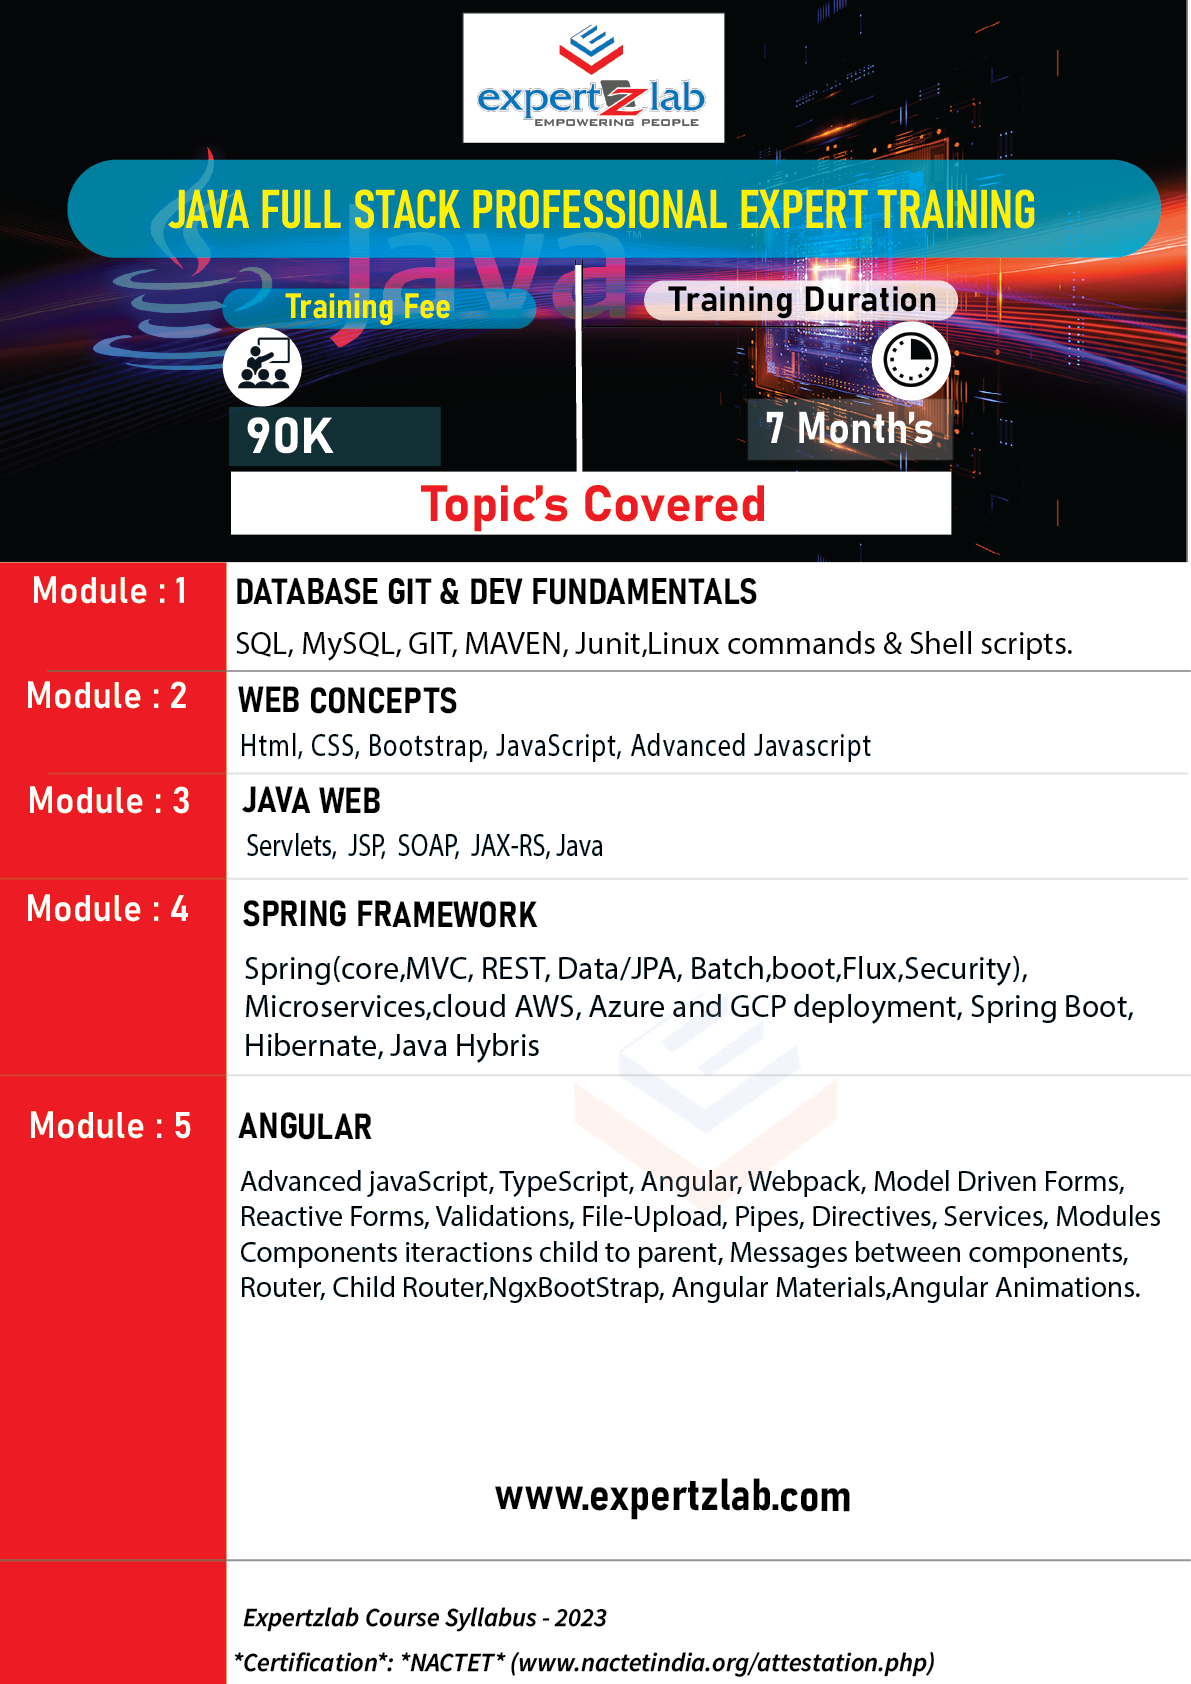 expertzlab
EMPOWERING PEOPLE
JAVA FULL STACK PROFESSIONAL EXPERT TRAINING
Java™
Training Fee
Training Duration
90K
7 Month's
Topic's Covered
Module : 1
DATABASE GIT & DEV FUNDAMENTALS
SQL, MySQL, GIT, MAVEN, Junit,Linux commands & Shell scripts.
Module : 2
WEB CONCEPTS
Html, CSS, Bootstrap, JavaScript, Advanced Javascript
Module : 3
JAVA WEB
Servlets, JSP, SOAP, JAX-RS, Java
Module : 4
SPRING FRAMEWORK
Spring(core,MVC, REST, Data/JPA, Batch,boot,Flux,Security),
Microservices,cloud AWS, Azure and GCP deployment, Spring Boot,
Hibernate, Java Hybris
Module : 5
ANGULAR
Advanced javaScript, TypeScript, Angular, Webpack, Model Driven Forms,
Reactive Forms, Validations, File-Upload, Pipes, Directives, Services, Modules
Components iteractions child to parent, Messages between components,
Router, Child Router,NgxBootStrap, Angular Materials,Angular Animations.
www.expertzlab.com
Expertzlab Course Syllabus - 2023
*Certification*: *NACTET* (www.nactetindia.org/attestation.php)